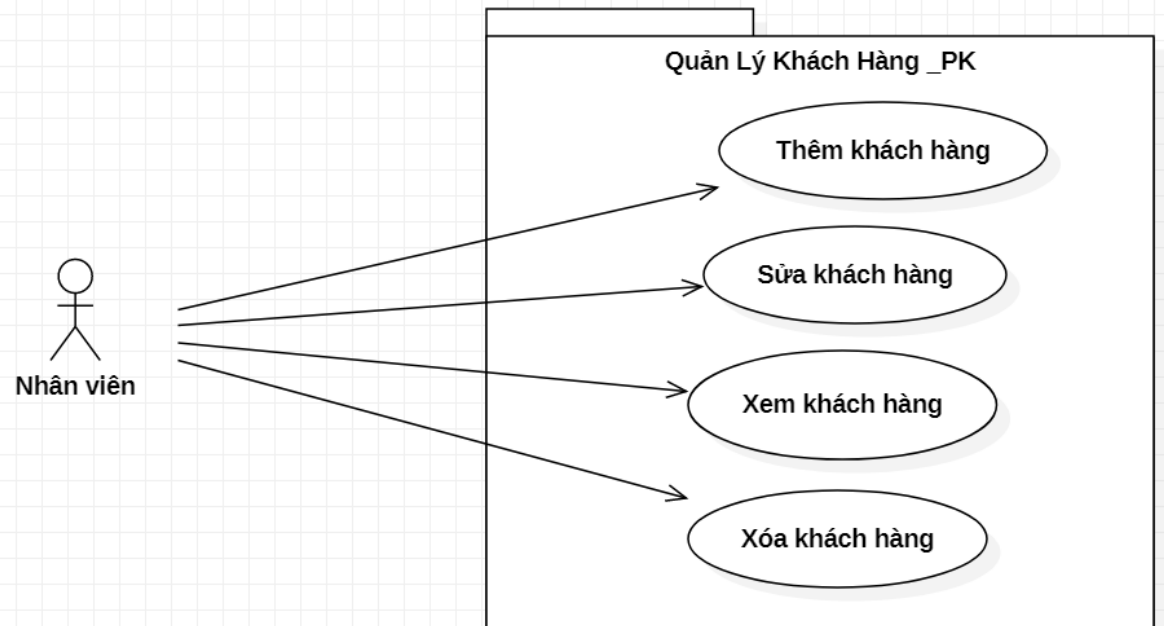 Quản Lý Khách Hàng _PK
Thêm khách hàng
Sửa khách hàng
Nhân viên
Xem khách hàng
Xóa khách hàng